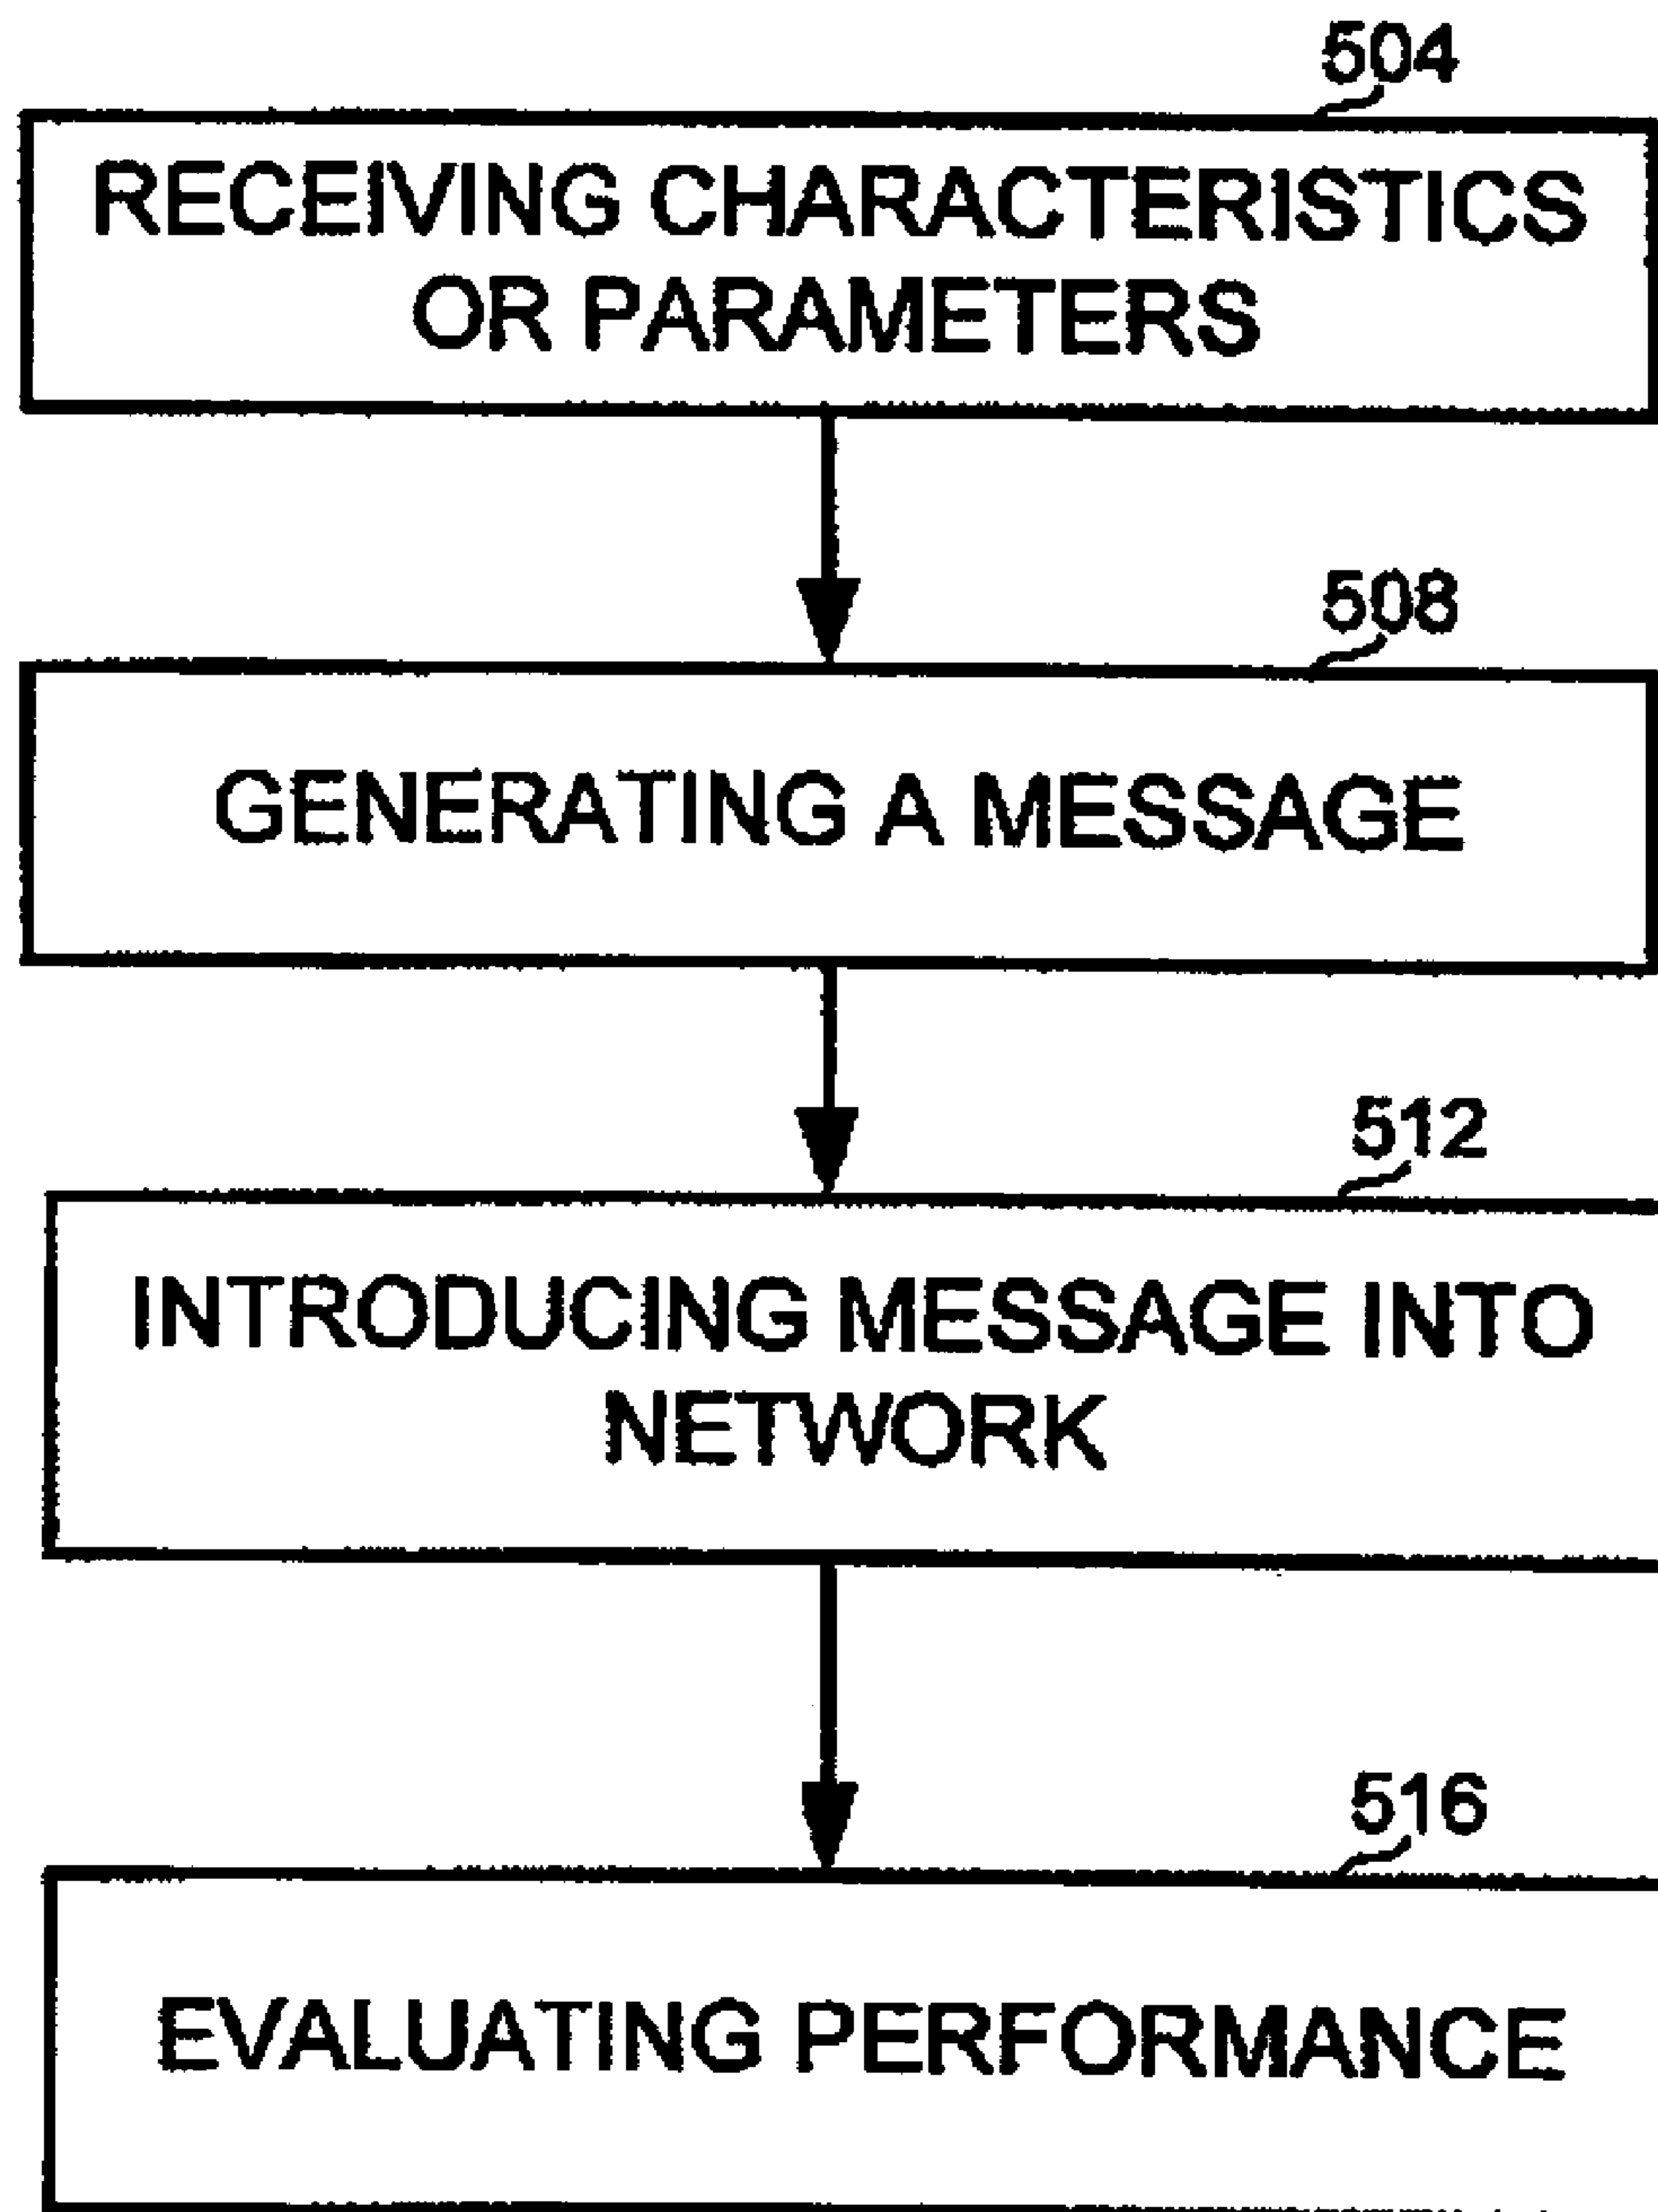 504
RECEIVING CHARACTERISTICS
OR PARAMETERS
508
GENERATING A MESSAGE
512
INTRODUCING MESSAGE INTO
NETWORK
516
EVALUATING PERFORMANCE